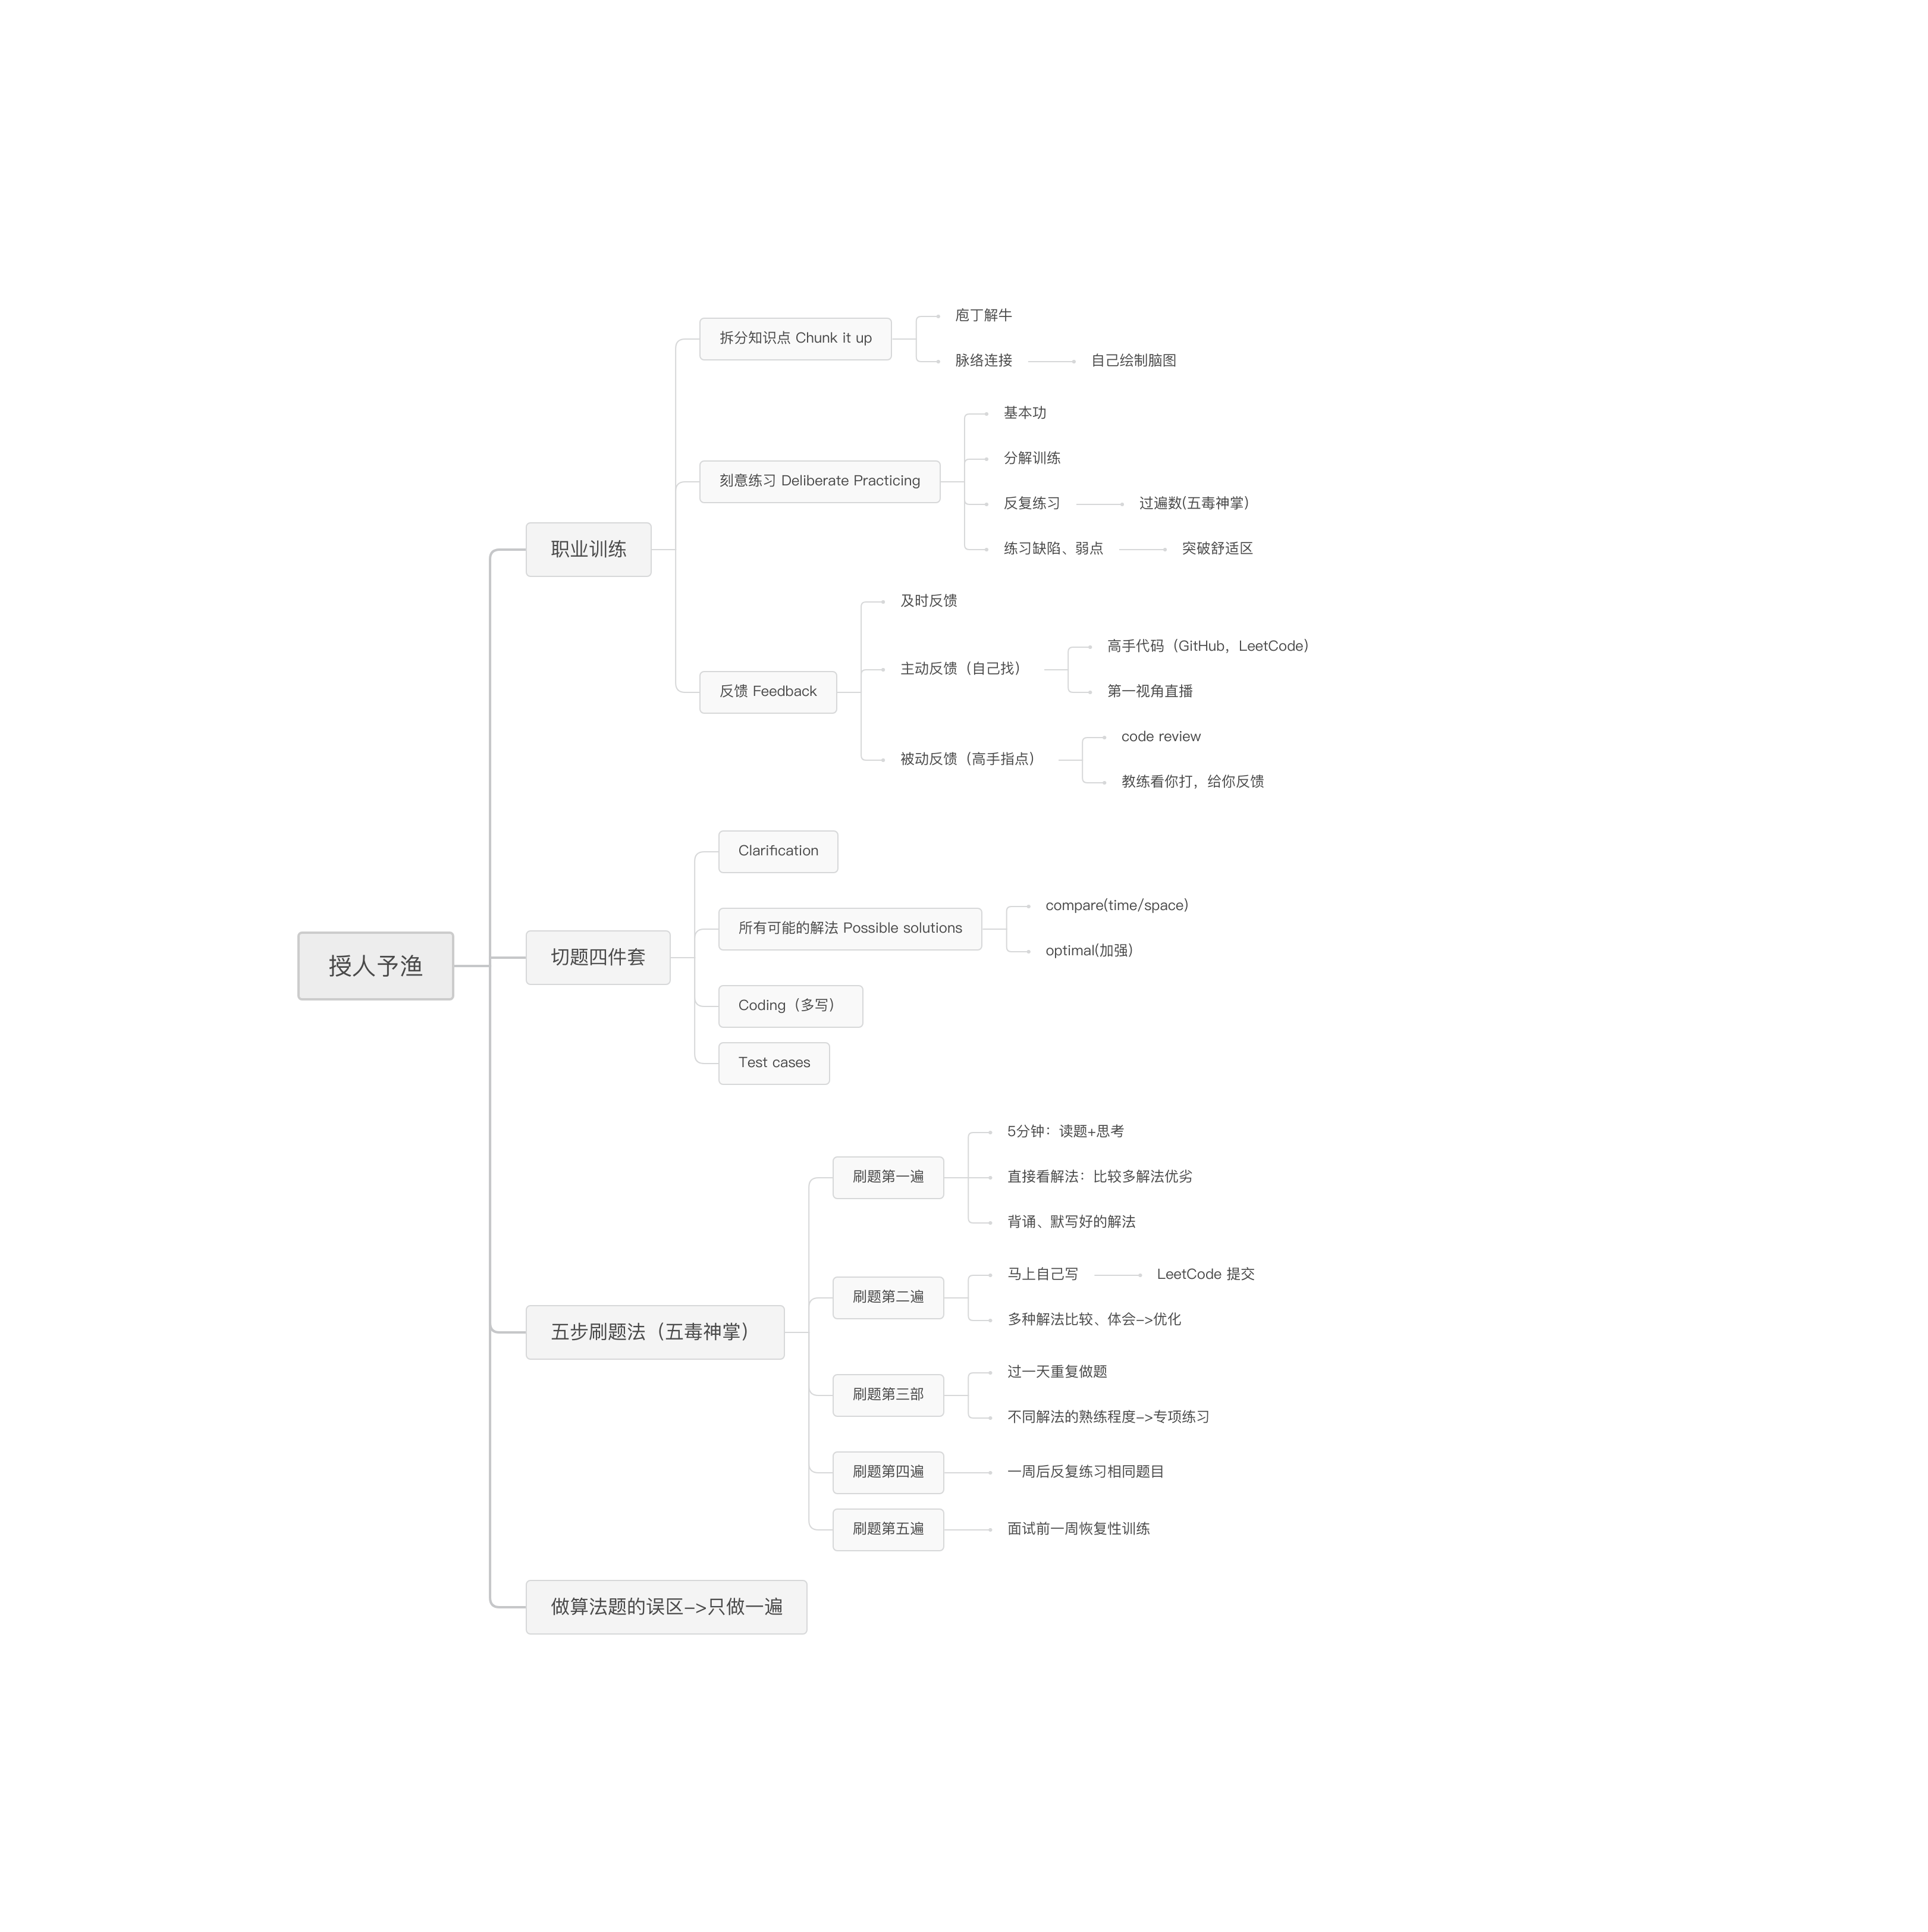 授人予渔
职业训练
拆分知识点 Chunk it up
庖丁解牛
脉络连接
自己绘制脑图
刻意练习 Deliberate Practicing
基本功
分解训练
反复练习
过遍数(五毒神掌)
练习缺陷、弱点
突破舒适区
反馈 Feedback
及时反馈
主动反馈（自己找）
高手代码（GitHub，LeetCode）
第一视角直播
被动反馈（高手指点）
code review
教练看你打，给你反馈
切题四件套
Clarification
所有可能的解法 Possible solutions
compare(time/space)
optimal(加强)
Coding（多写）
Test cases
五步刷题法（五毒神掌）
刷题第一遍
5分钟：读题+思考
直接看解法：比较多解法优劣
背诵、默写好的解法
刷题第二遍
马上自己写
LeetCode 提交
多种解法比较、体会->优化
刷题第三部
过一天重复做题
不同解法的熟练程度->专项练习
刷题第四遍
一周后反复练习相同题目
刷题第五遍
面试前一周恢复性训练
做算法题的误区->只做一遍